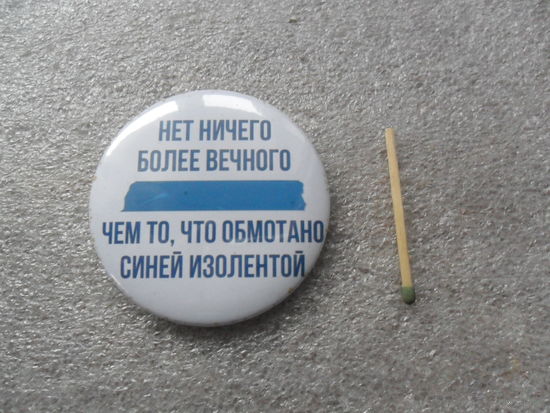 НЕТ НИЧЕГО
БОЛЕЕ ВЕЧНОГО
ЧЕМ ТО, ЧТО ОБМОТАНО
СИНЕЙ ИЗОЛЕНТОЙ